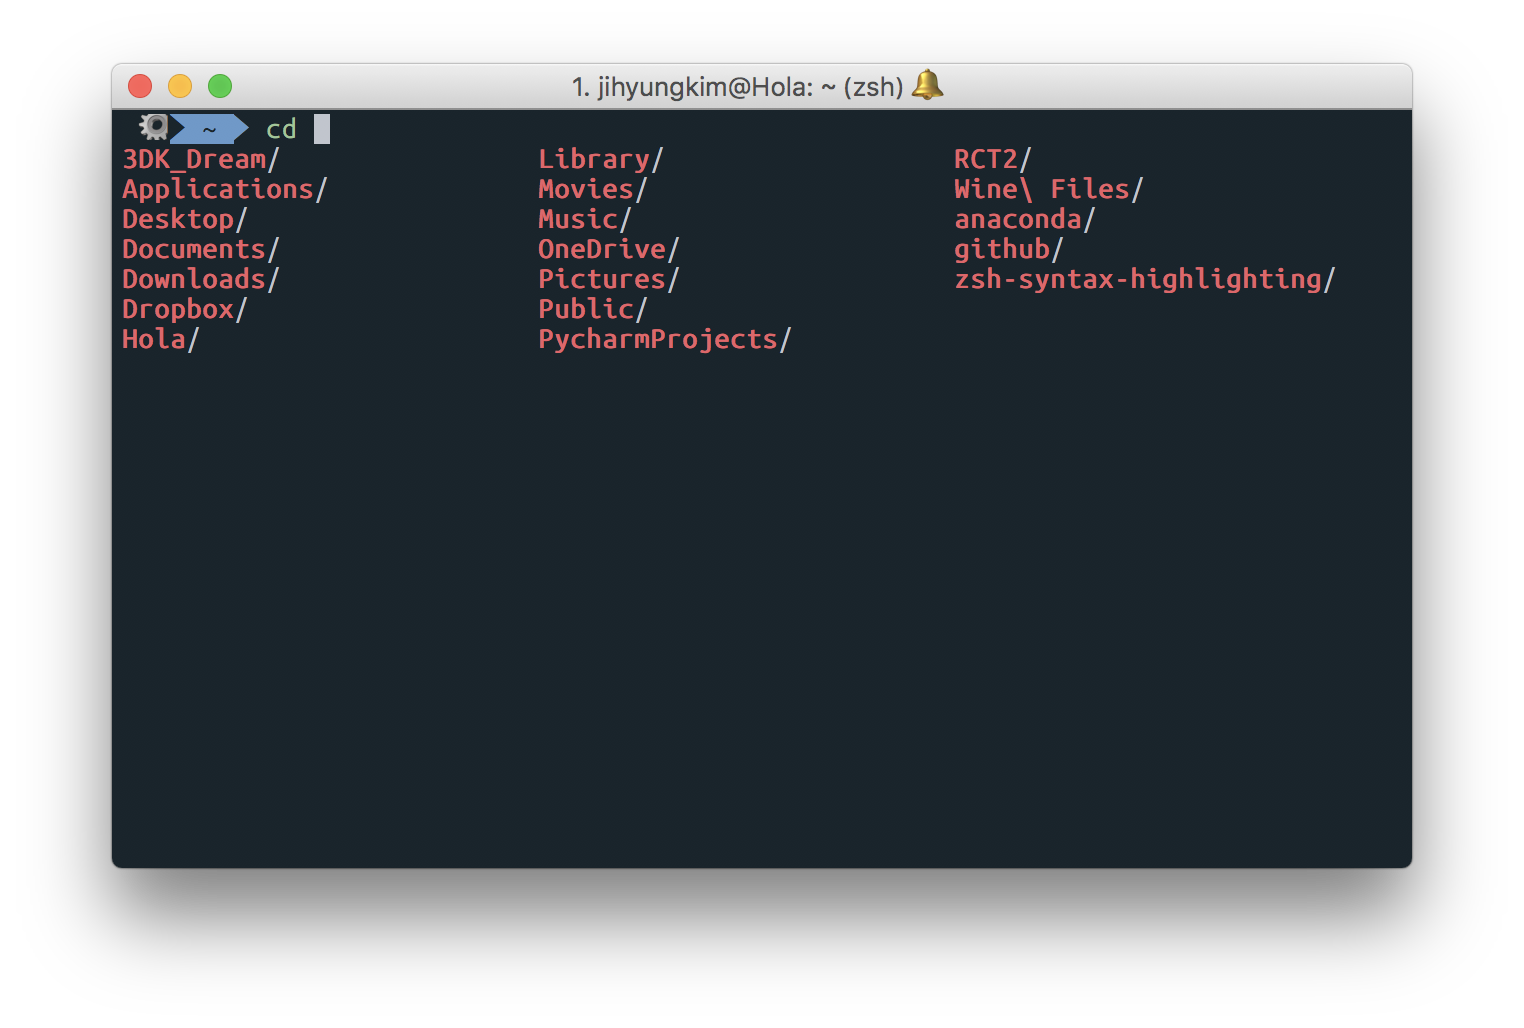 1. jihyungkim@Hola: ~ (zsh) 🔔
⚙ ~ cd
3DK_Dream/ Library/ RCT2/
Applications/ Movies/ Wine\ Files/
Desktop/ Music/ anaconda/
Documents/ OneDrive/ github/
Downloads/ Pictures/ zsh-syntax-highlighting/
Dropbox/ Public/
Hola/ PycharmProjects/